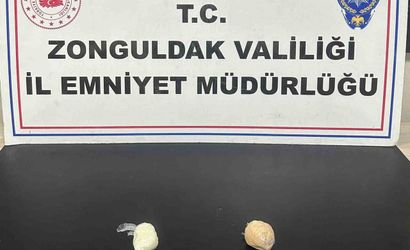 T.C.
ZONGULDAK VALİLİĞİ
İL EMNİYET MÜDÜRLÜĞÜ